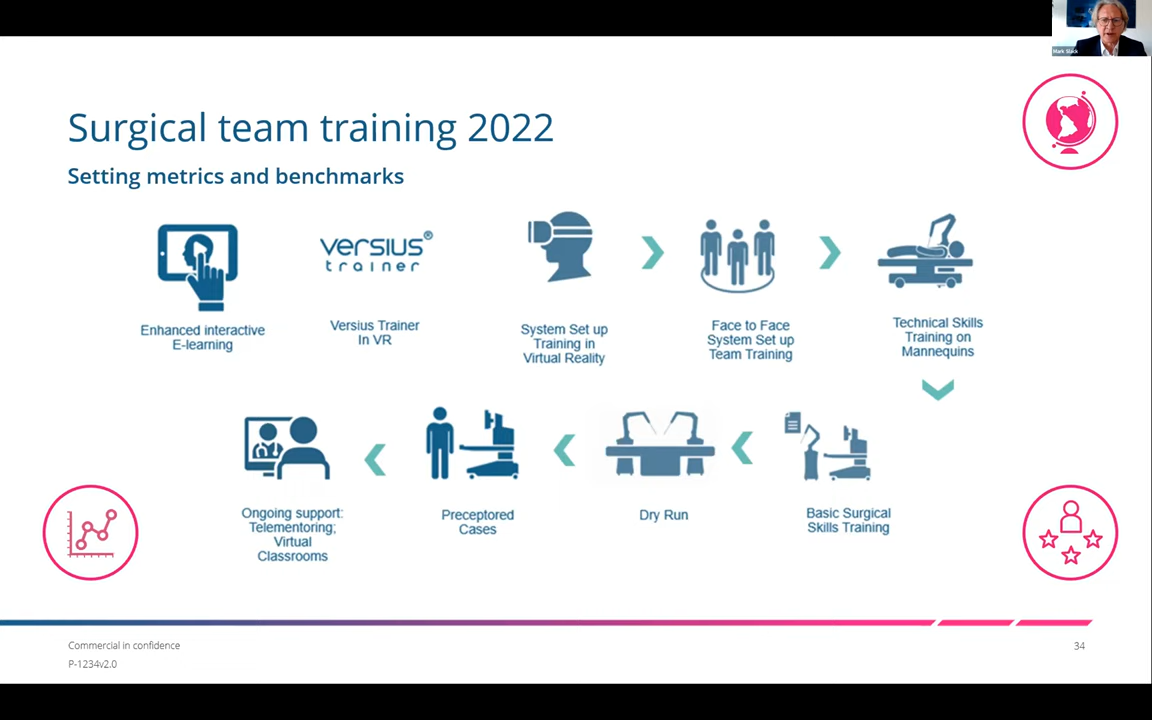 Mark Slack
Surgical team training 2022
Setting metrics and benchmarks
versius®
trainer
Enhanced interactive
E-learning
Versius Trainer
In VR
System Set up
Training in
Virtual Reality
Face to Face
System Set up
Team Training
Technical Skills
Training on
Mannequins
Ongoing support:
Telementoring;
Virtual
Classrooms
Preceptored
Cases
Dry Run
Basic Surgical
Skills Training
Commercial in confidence
34
P-1234v2.0